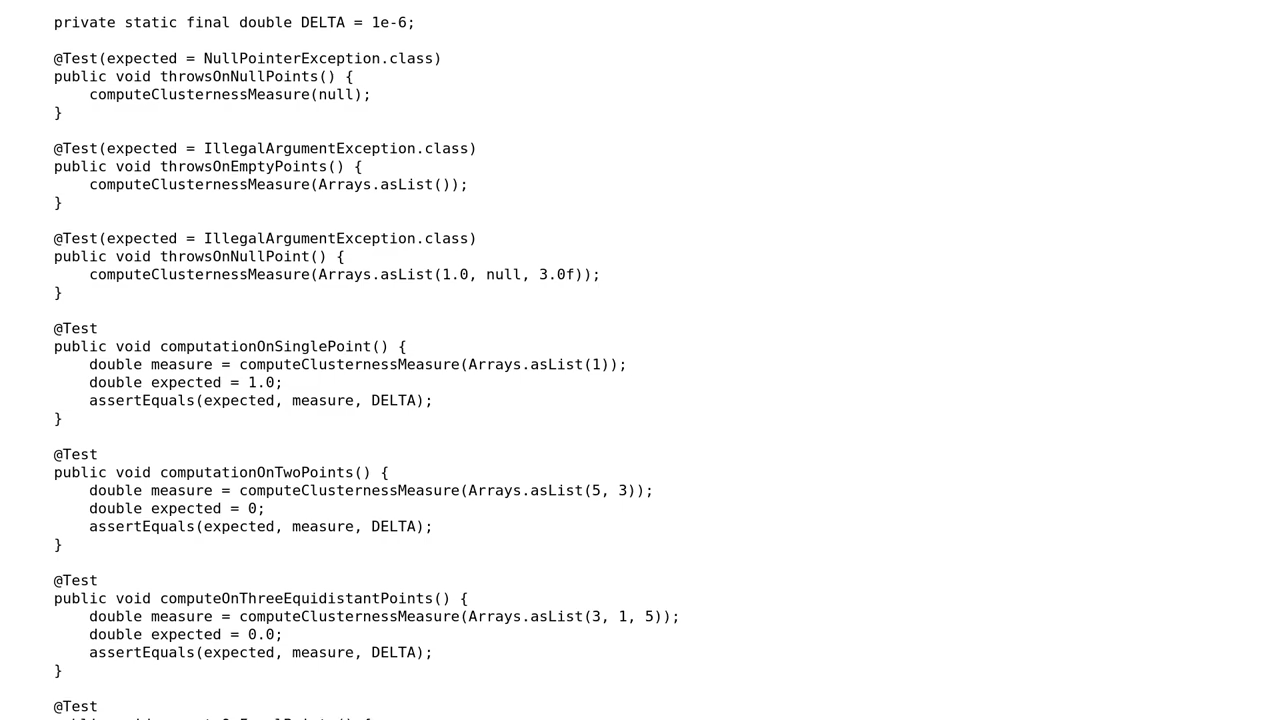 private static final double DELTA = 1e-6;
@Test(expected = NullPointerException.class)
public void throwsOnNullPoints() {
computeClusternessMeasure(null);
}
@Test(expected = IllegalArgumentException.class)
public void throwsOnEmptyPoints() {
computeClusternessMeasure(Arrays.asList());
}
@Test(expected = IllegalArgumentException.class)
public void throwsOnNullPoint() {
computeClusternessMeasure(Arrays.asList(1.0, null, 3.0f));
}
@Test
public void computationOnSinglePoint() {
double measure = computeClusternessMeasure(Arrays.asList(1));
double expected = 1.0;
assertEquals(expected, measure, DELTA);
}
@Test
public void computationOnTwoPoints() {
double measure = computeClusternessMeasure(Arrays.asList(5, 3));
double expected = 0;
assertEquals(expected, measure, DELTA);
}
@Test
public void computeOnThreeEquidistantPoints() {
double measure = computeClusternessMeasure(Arrays.asList(3, 1, 5));
double expected = 0.0;
assertEquals(expected, measure, DELTA);
}
@Test